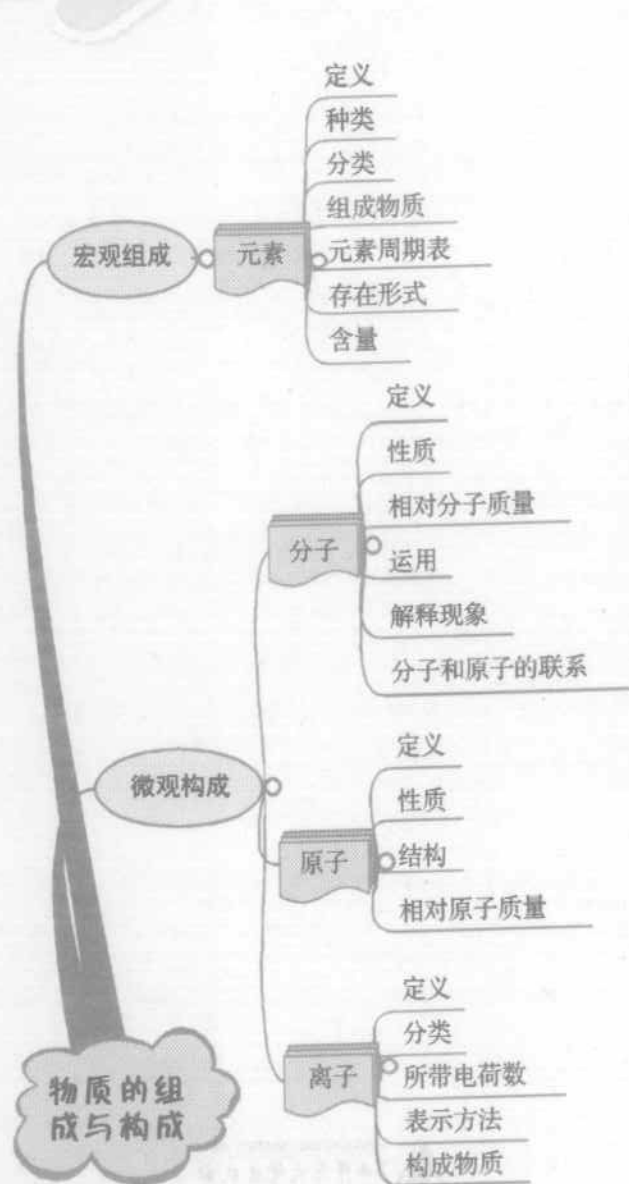 定义
种类
分类
组成物质
宏观组成
元素
元素周期表
存在形式
含量
定义
性质
相对分子质量
分子
运用
解释现象
分子和原子的联系
微观构成
定义
性质
原子
结构
相对原子质量
定义
分类
离子
所带电荷数
表示方法
构成物质
物质的组
成与构成